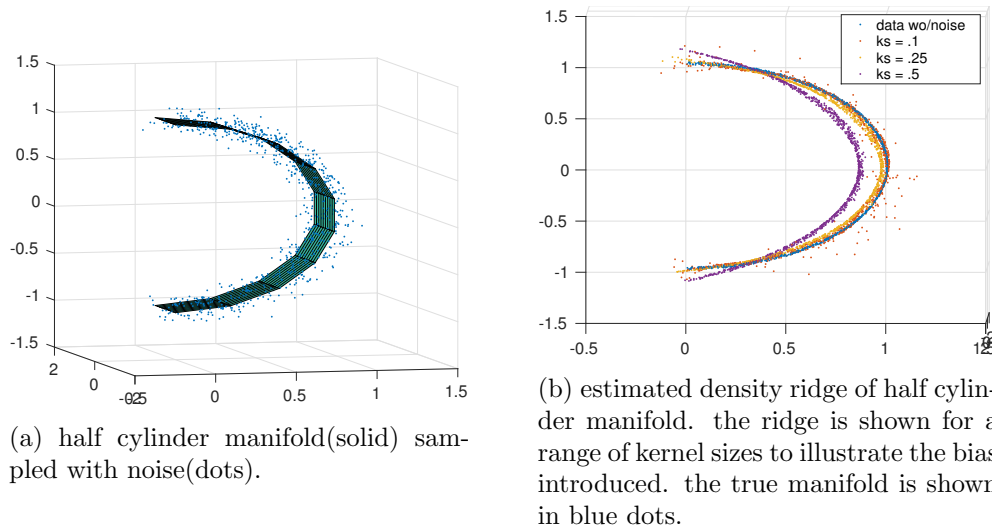 1.5
1
0.5
0
-0.5
-1
-1.5
2
0
0
0.5
1
1.5
(a) half cylinder manifold(solid) sam-
pled with noise(dots).
data wo/noise
ks = .1
ks = .25
ks = .5
1.5
1
0.5
0
-0.5
-1
-1.5
-0.5
0
0.5
1
(b) estimated density ridge of half cylin-
der manifold. the ridge is shown for a
range of kernel sizes to illustrate the bias
introduced. the true manifold is shown
in blue dots.